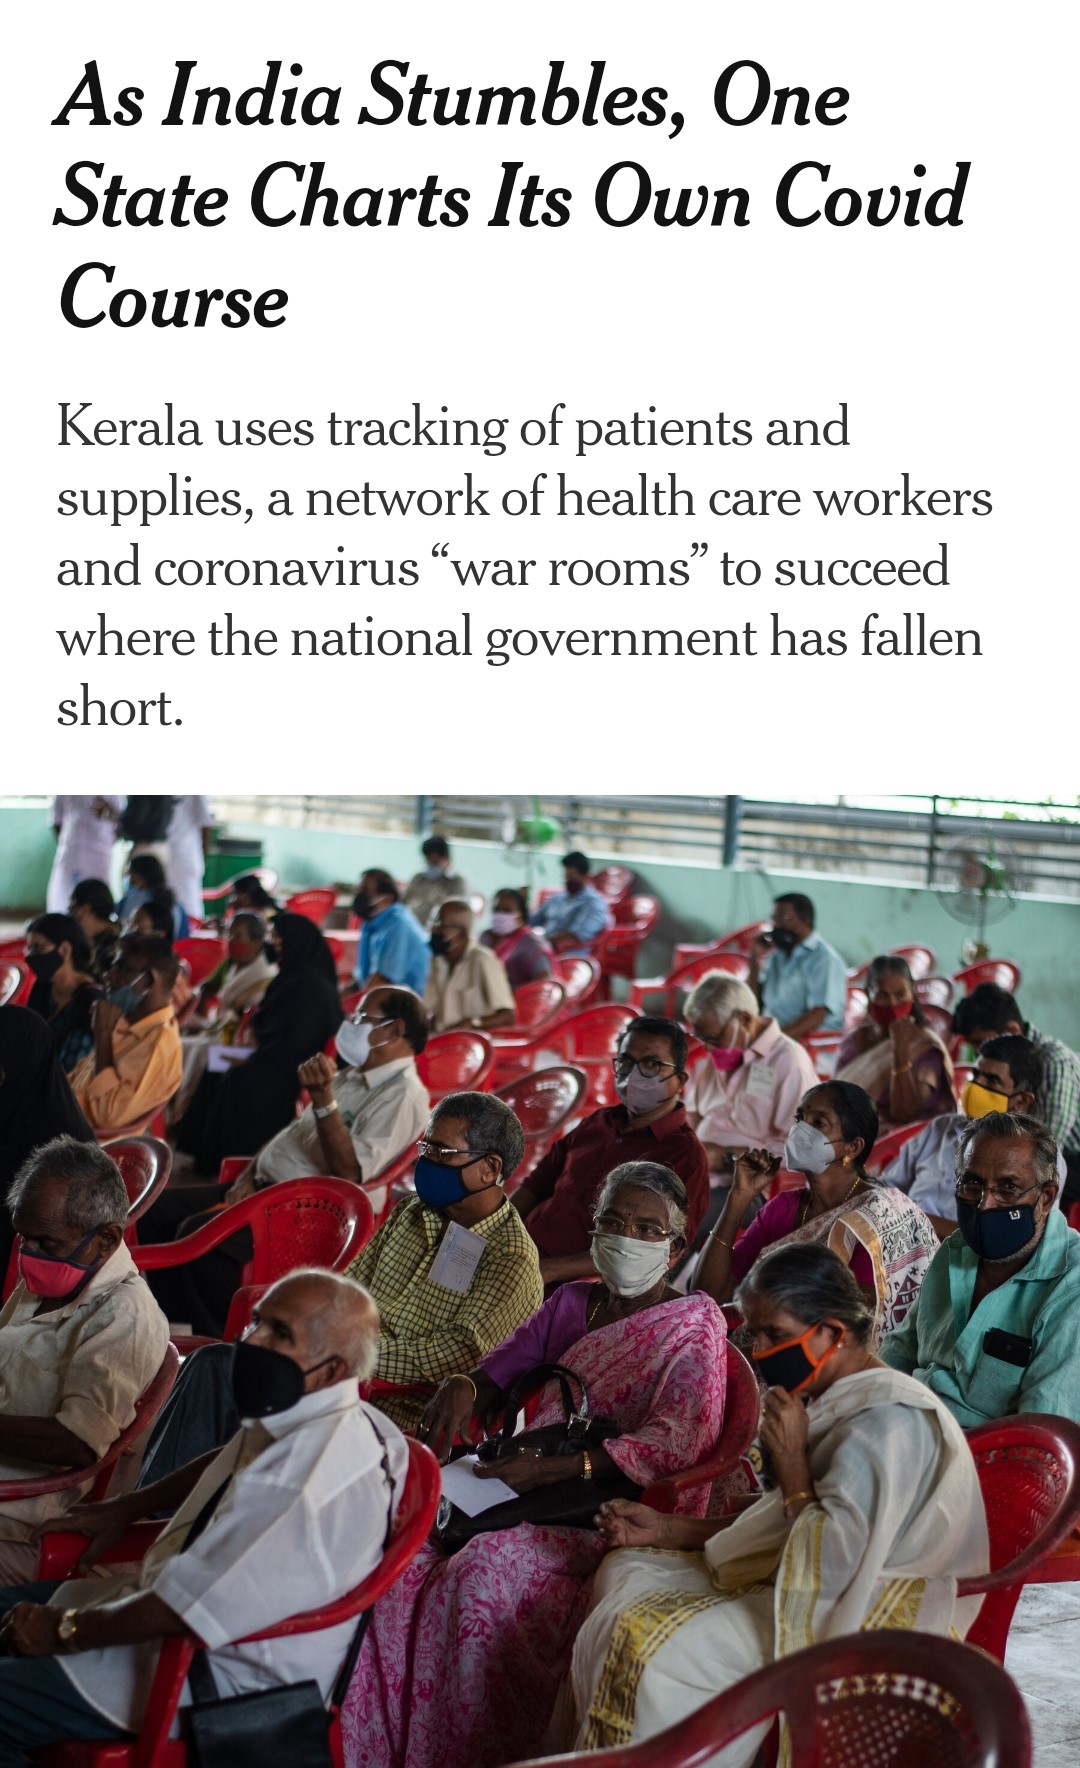 As India Stumbles, One
State Charts Its Own Covid
Course
Kerala uses tracking of patients and
supplies, a network of health care workers
and coronavirus “war rooms” to succeed
where the national government has fallen
short.